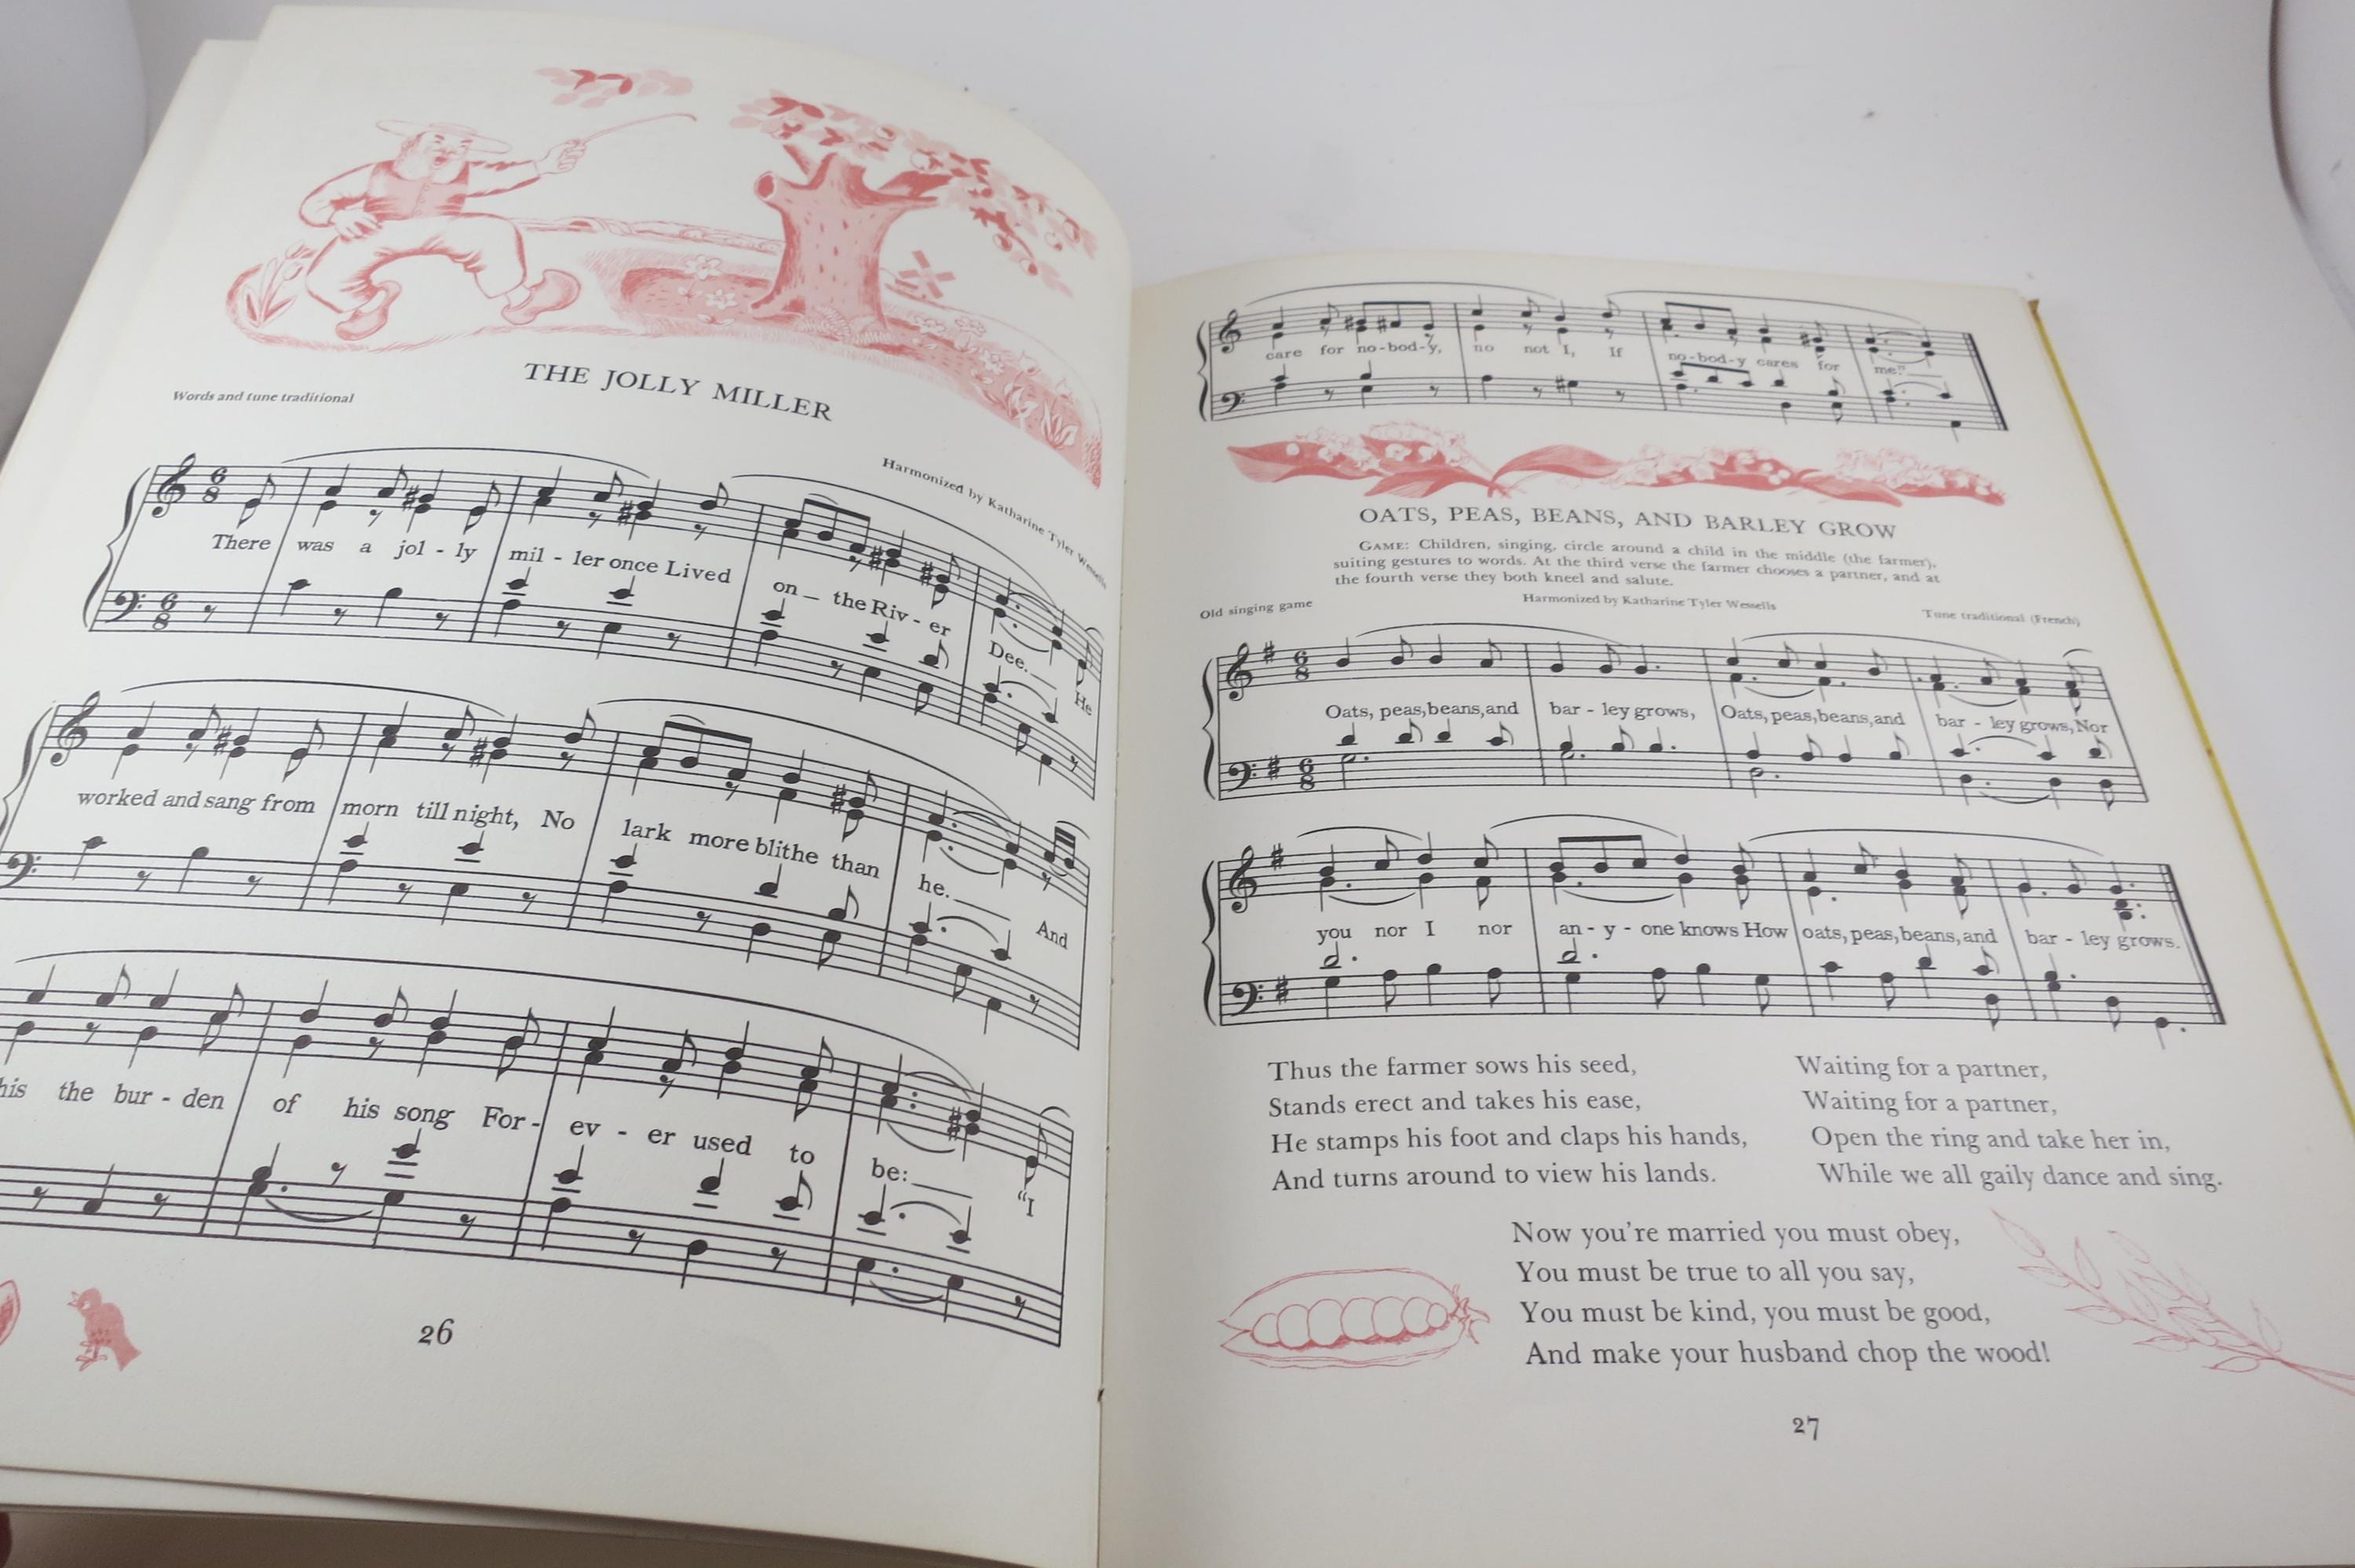 THE JOLLY MILLER
Words and tune traditional
Harmonized by Katharine Tyler Wessells
There was a jol - ly mil - ler once Lived on – the Riv - er Dee. He
worked and sang from morn till night, No lark more blithe than he. And
his the bur - den of his song For - ev - er used to be: “I
26
care for no - bod - y, no not I, If no - bod - y cares for me.”
OATS, PEAS, BEANS, AND BARLEY GROW
GAME: Children, singing, circle around a child in the middle (the farmer),
suiting gestures to words. At the third verse the farmer chooses a partner, and at
the fourth verse they both kneel and salute.
Old singing game
Harmonized by Katharine Tyler Wessells
Tune traditional (French)
Oats, peas, beans, and bar - ley grows, Oats, peas, beans, and bar - ley grows, Nor
you nor I nor an - y - one knows How oats, peas, beans, and bar - ley grows.
Thus the farmer sows his seed,
Stands erect and takes his ease,
He stamps his foot and claps his hands,
And turns around to view his lands.
Waiting for a partner,
Waiting for a partner,
Open the ring and take her in,
While we all gaily dance and sing.
Now you're married you must obey,
You must be true to all you say,
You must be kind, you must be good,
And make your husband chop the wood!
27